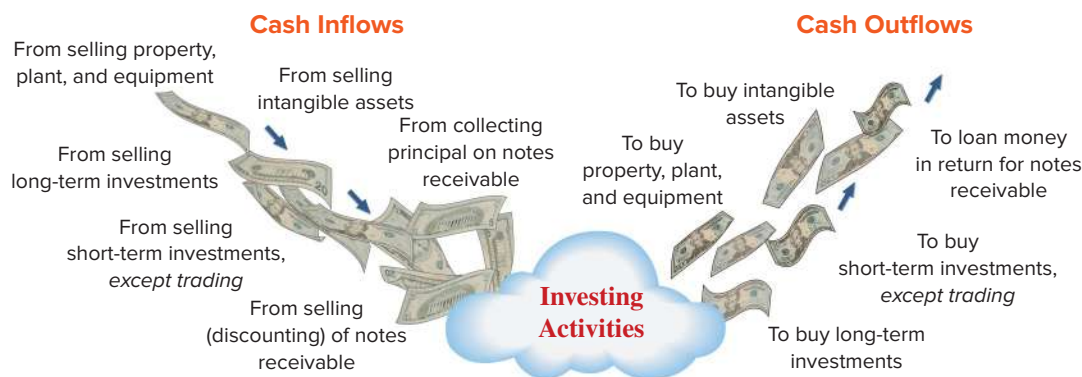 Cash Inflows
From selling property,
plant, and equipment
From selling
intangible assets
From collecting
principal on notes
receivable
From selling
long-term investments
From selling
short-term investments,
except trading
From selling
(discounting) of notes
receivable
Investing
Activities
Cash Outflows
To buy intangible
assets
To buy
property, plant,
and equipment
To loan money
in return for notes
receivable
To buy
short-term investments,
except trading
To buy long-term
investments